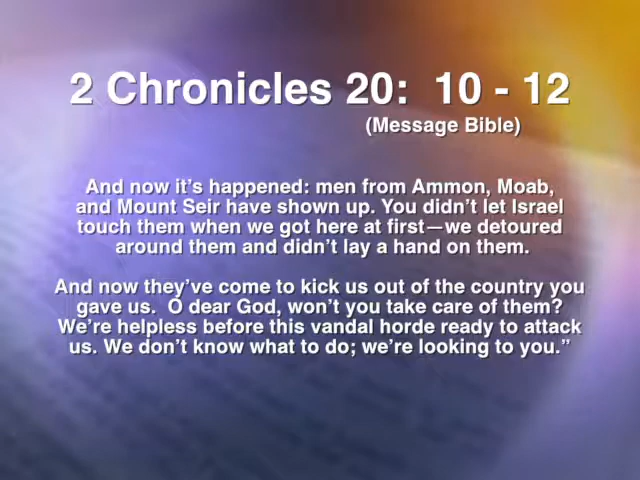 2 Chronicles 20:  10 - 12
(Message Bible)
And now it's happened: men from Ammon, Moab,
and Mount Seir have shown up. You didn't let Israel
touch them when we got here at first—we detoured
around them and didn't lay a hand on them.
And now they've come to kick us out of the country you
gave us.  O dear God, won't you take care of them?
We're helpless before this vandal horde ready to attack
us. We don't know what to do; we're looking to you.”